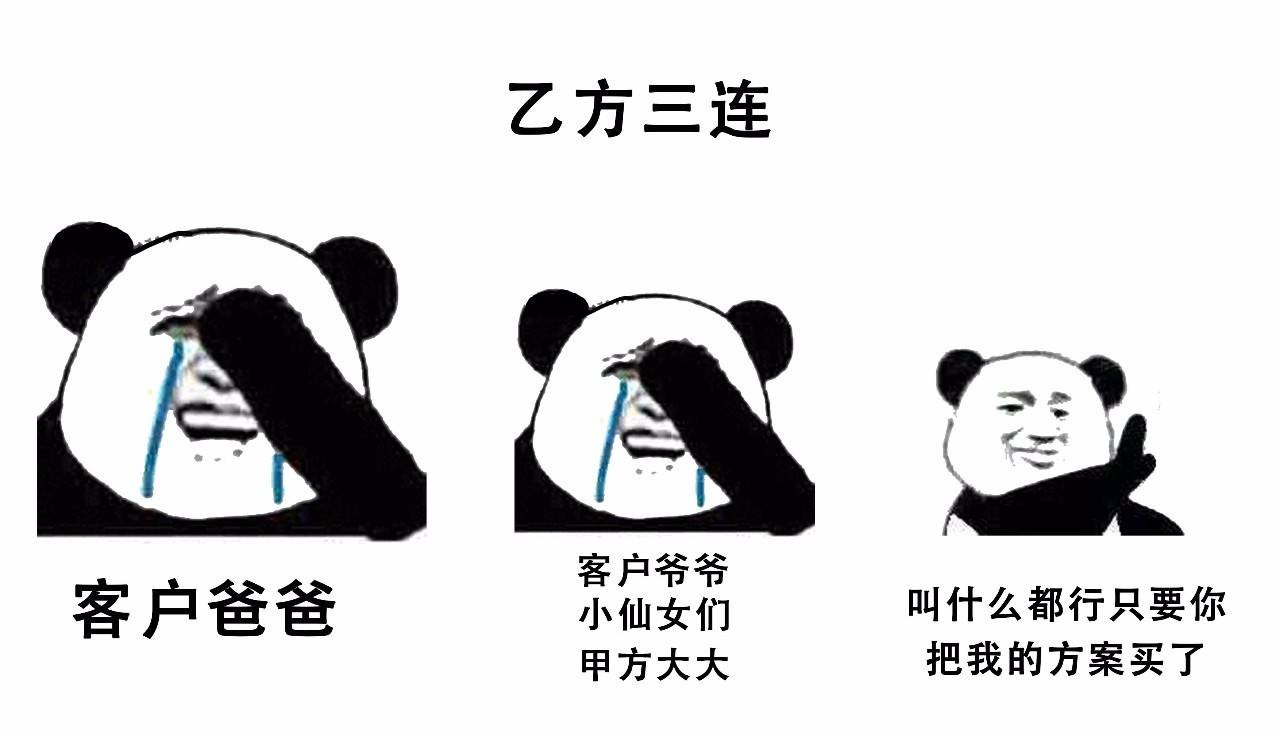 乙方三连
客户爸爸
客户爷爷
小仙女们
甲方大大
叫什么都行只要你
把我的方案买了